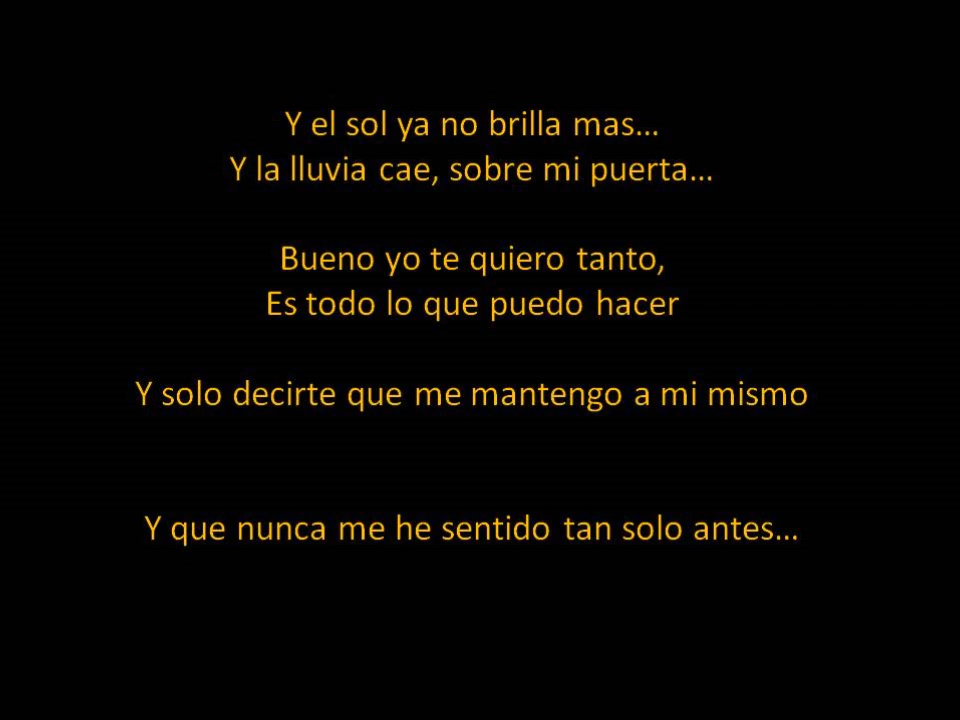 Y el sol ya no brilla mas…
Y la lluvia cae, sobre mi puerta…
Bueno yo te quiero tanto,
Es todo lo que puedo hacer
Y solo decirte que me mantengo a mi mismo
Y que nunca me he sentido tan solo antes…